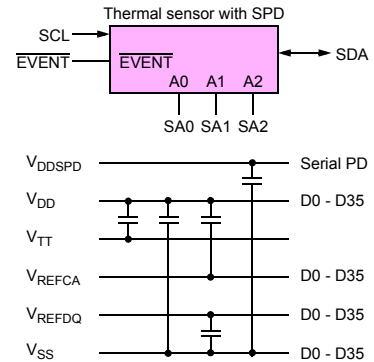 Thermal sensor with SPD
SCL
EVENT
EVENT
SDA
A0 A1 A2
SA0 SA1 SA2
VDDSPD Serial PD
VDD D0 - D35
VTT
VREFCA D0 - D35
VREFDQ D0 - D35
VSS D0 - D35